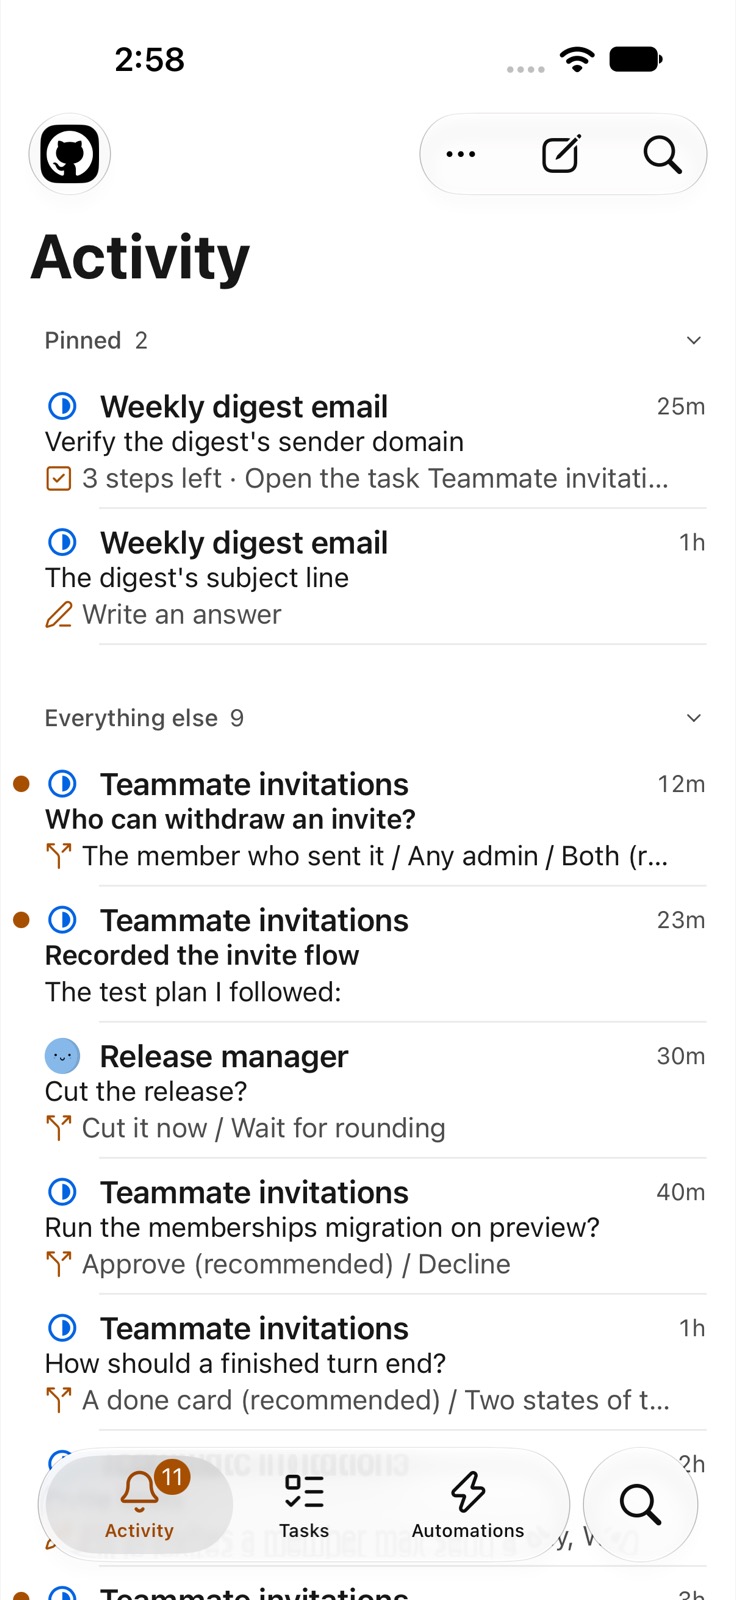 2:58
Activity
Pinned 2
Weekly digest email 25m
Verify the digest's sender domain
3 steps left · Open the task Teammate invitati...
Weekly digest email 1h
The digest's subject line
Write an answer
Everything else 9
Teammate invitations 12m
Who can withdraw an invite?
The member who sent it / Any admin / Both (r...
Teammate invitations 23m
Recorded the invite flow
The test plan I followed:
Release manager 30m
Cut the release?
Cut it now / Wait for rounding
Teammate invitations 40m
Run the memberships migration on preview?
Approve (recommended) / Decline
Teammate invitations 1h
How should a finished turn end?
A done card (recommended) / Two states of t...
2h
11
Activity Tasks Automations
Teammate invitations 3h